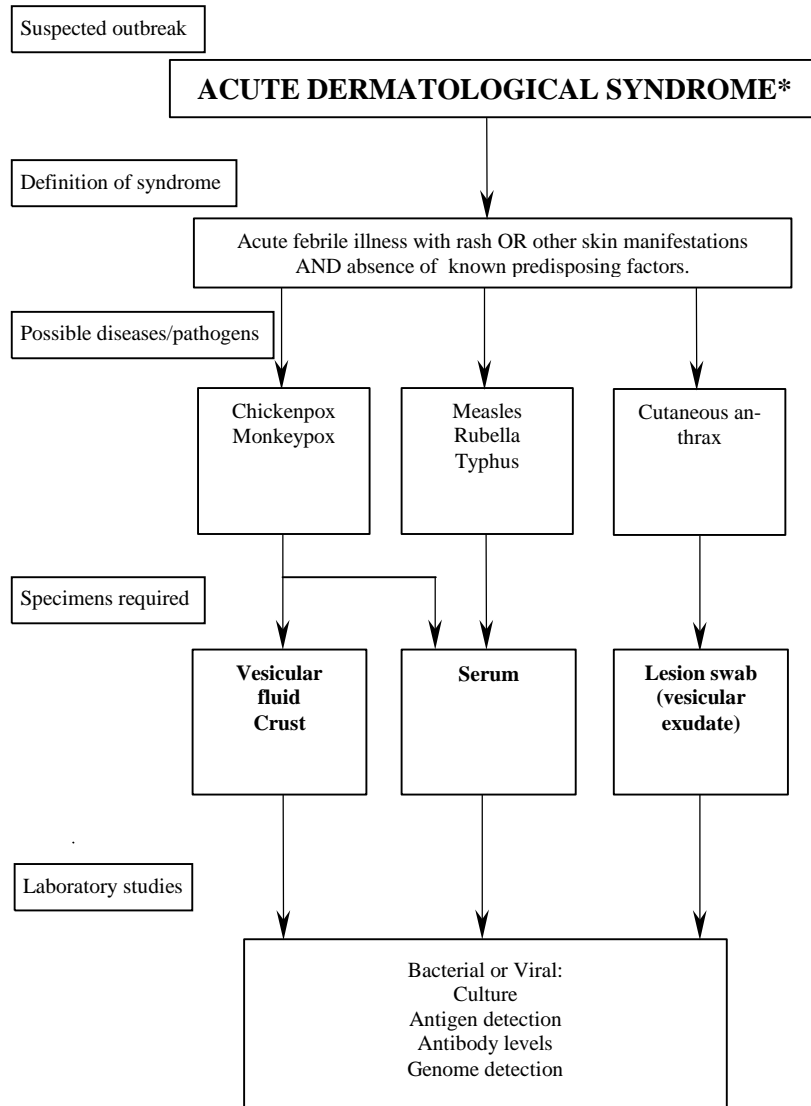 Suspected outbreak
ACUTE DERMATOLOGICAL SYNDROME*
Definition of syndrome
Acute febrile illness with rash OR other skin manifestations
AND absence of known predisposing factors.
Possible diseases/pathogens
Chickenpox
Monkeypox
Measles
Rubella
Typhus
Cutaneous an-
thrax
Specimens required
Vesicular
fluid
Crust
Serum
Lesion swab
(vesicular
exudate)
Laboratory studies
Bacterial or Viral:
Culture
Antigen detection
Antibody levels
Genome detection